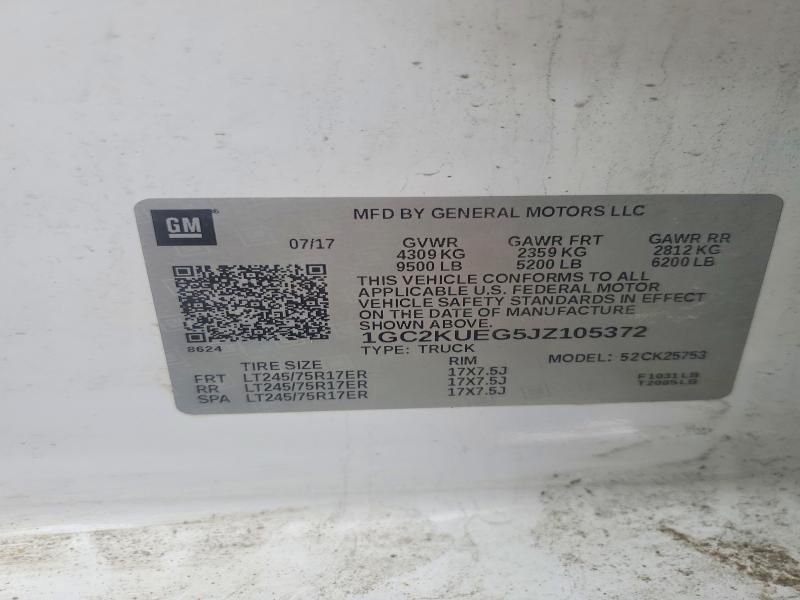 GM
MFD BY GENERAL MOTORS LLC
07/17 GVWR GAWR FRT GAWR RR
4309 KG 2359 KG 2812 KG
9500 LB 5200 LB 6200 LB
THIS VEHICLE CONFORMS TO ALL
APPLICABLE U.S. FEDERAL MOTOR
VEHICLE SAFETY STANDARDS IN EFFECT
ON THE DATE OF MANUFACTURE
SHOWN ABOVE.
1GC2KUEG5JZ105372
8624
TYPE: TRUCK MODEL: 52CK25753
TIRE SIZE RIM
FRT LT245/75R17ER 17X7.5J
RR LT245/75R17ER 17X7.5J
SPA LT245/75R17ER 17X7.5J
F1031LB
T2085LB